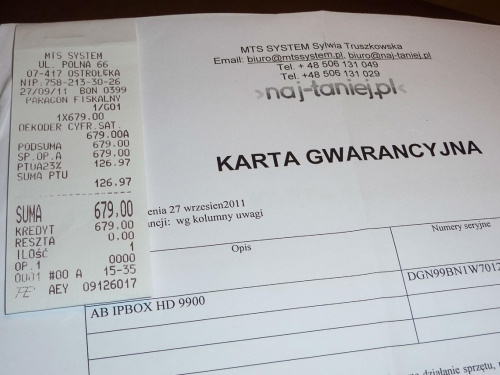 MTS SYSTEM
UL. POLNA 66
07-417 OSTROŁĘKA
NIP.758-213-30-26
27/09/11 BON 0399
PARAGON FISKALNY
1/G01
1X679.00
DEKODER CYFR.SAT.
679.00A
PODSUMA 679.00
SP.OP.A 679.00
PTUA23% 126.97
SUMA PTU
126.97
SUMA 679.00
KREDYT 679.00
RESZTA 0.00
ILOŚĆ 1
OP.1 0000
0001 #00 A 15-35
AEY 09126017
MTS SYSTEM Sylwia Truszkowska
Email: biuro@mtssystem.pl, biuro@naj-taniej.pl
Tel. + 48 506 131 049
Tel. +48 506 131 029
naj-taniej.pl
KARTA GWARANCYJNA
27 wrzesien2011
wg kolumny uwagi
Opis
Numery seryjne
AB IPBOX HD 9900
DGN99BN1W7012
działanie sprzętu,